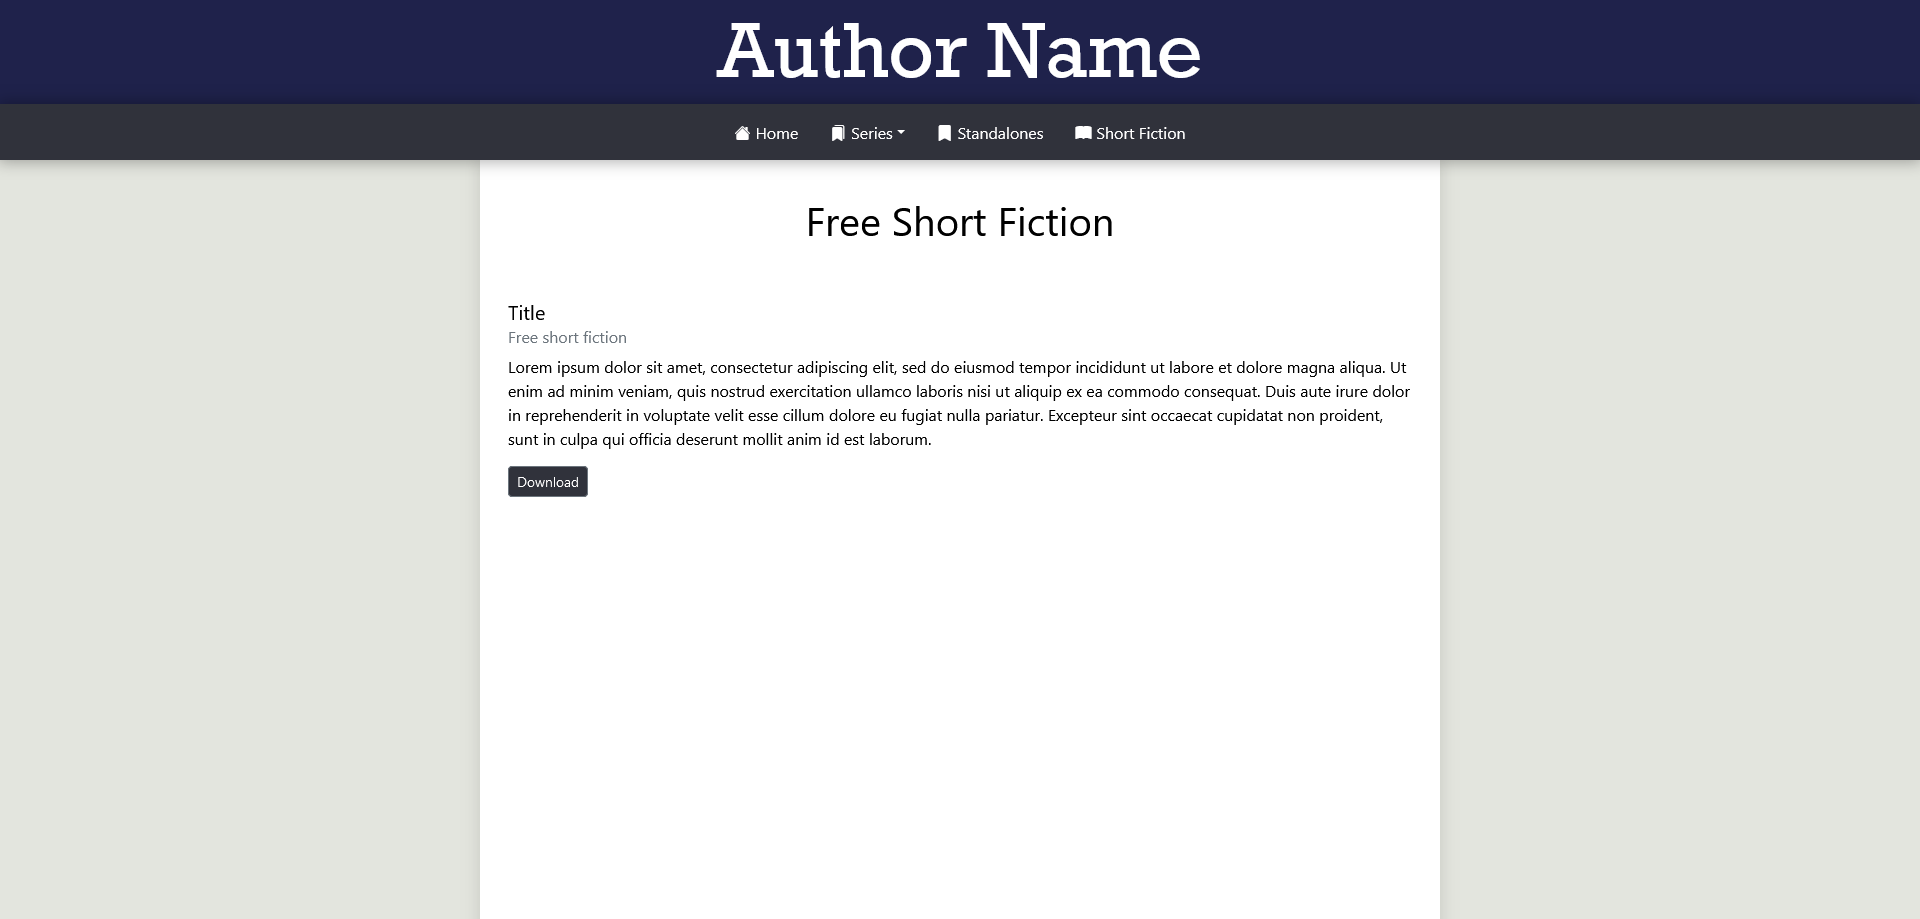 Author Name
Home Series Standalones Short Fiction
Free Short Fiction
Title
Free short fiction
Lorem ipsum dolor sit amet, consectetur adipiscing elit, sed do eiusmod tempor incididunt ut labore et dolore magna aliqua. Ut
enim ad minim veniam, quis nostrud exercitation ullamco laboris nisi ut aliquip ex ea commodo consequat. Duis aute irure dolor
in reprehenderit in voluptate velit esse cillum dolore eu fugiat nulla pariatur. Excepteur sint occaecat cupidatat non proident,
sunt in culpa qui officia deserunt mollit anim id est laborum.
Download